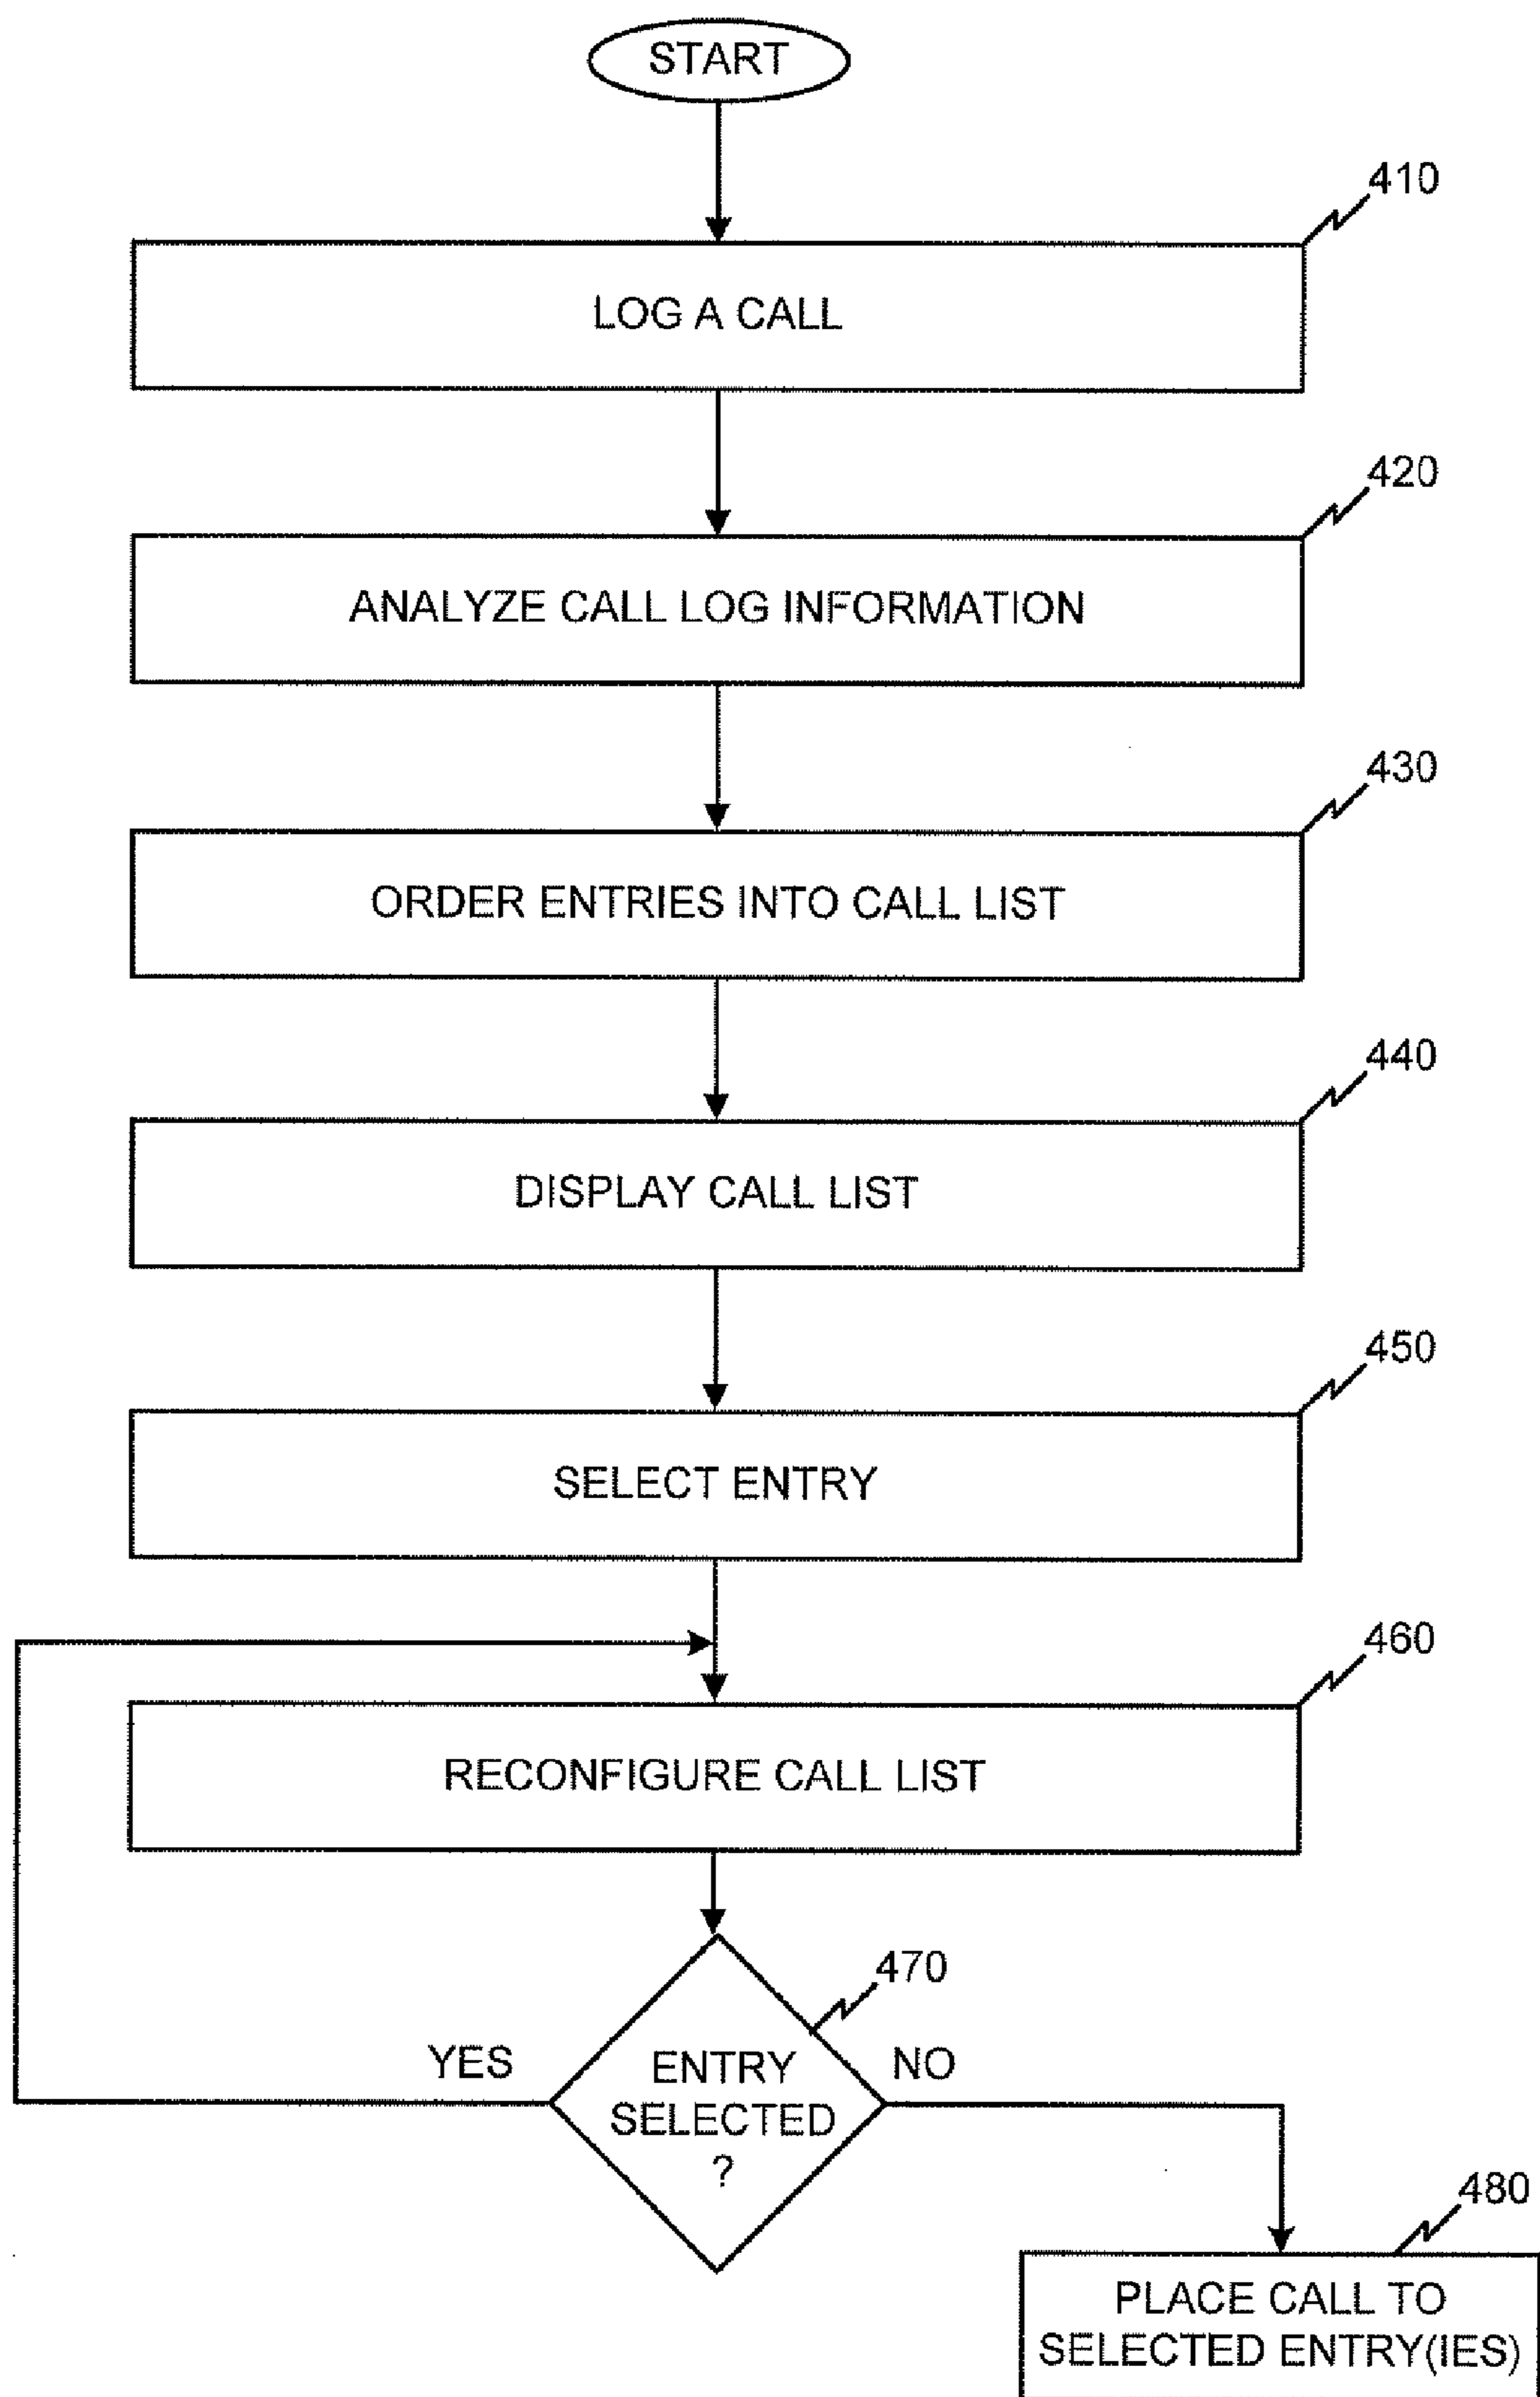 START
410
LOG A CALL
420
ANALYZE CALL LOG INFORMATION
430
ORDER ENTRIES INTO CALL LIST
440
DISPLAY CALL LIST
450
SELECT ENTRY
460
RECONFIGURE CALL LIST
470
YES
ENTRY
SELECTED
?
NO
480
PLACE CALL TO
SELECTED ENTRY(IES)